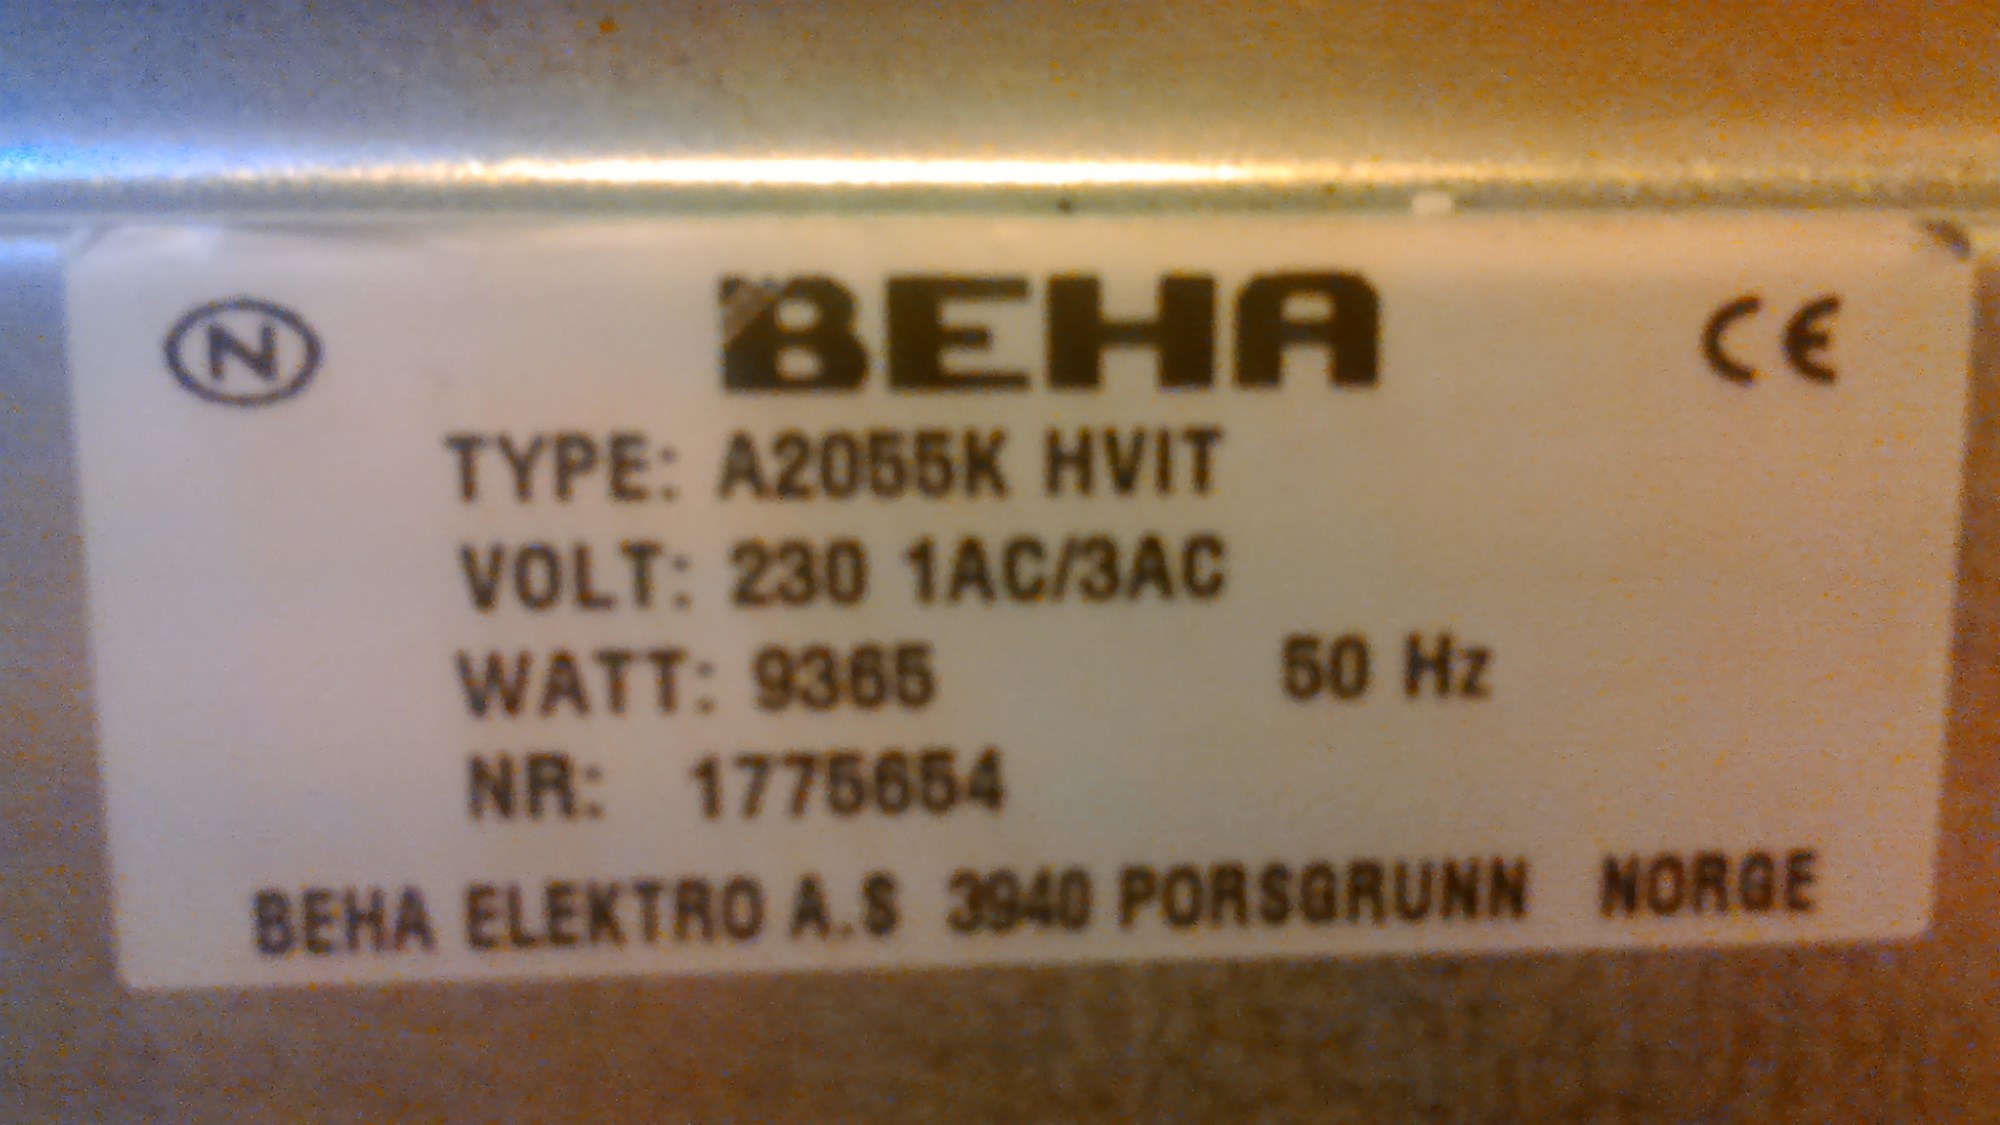 N BEHA CE
TYPE: A2055K HVIT
VOLT: 230 1AC/3AC
WATT: 9365 50 Hz
NR: 1775654
BEHA ELEKTRO A.S 3940 PORSGRUNN NORGE